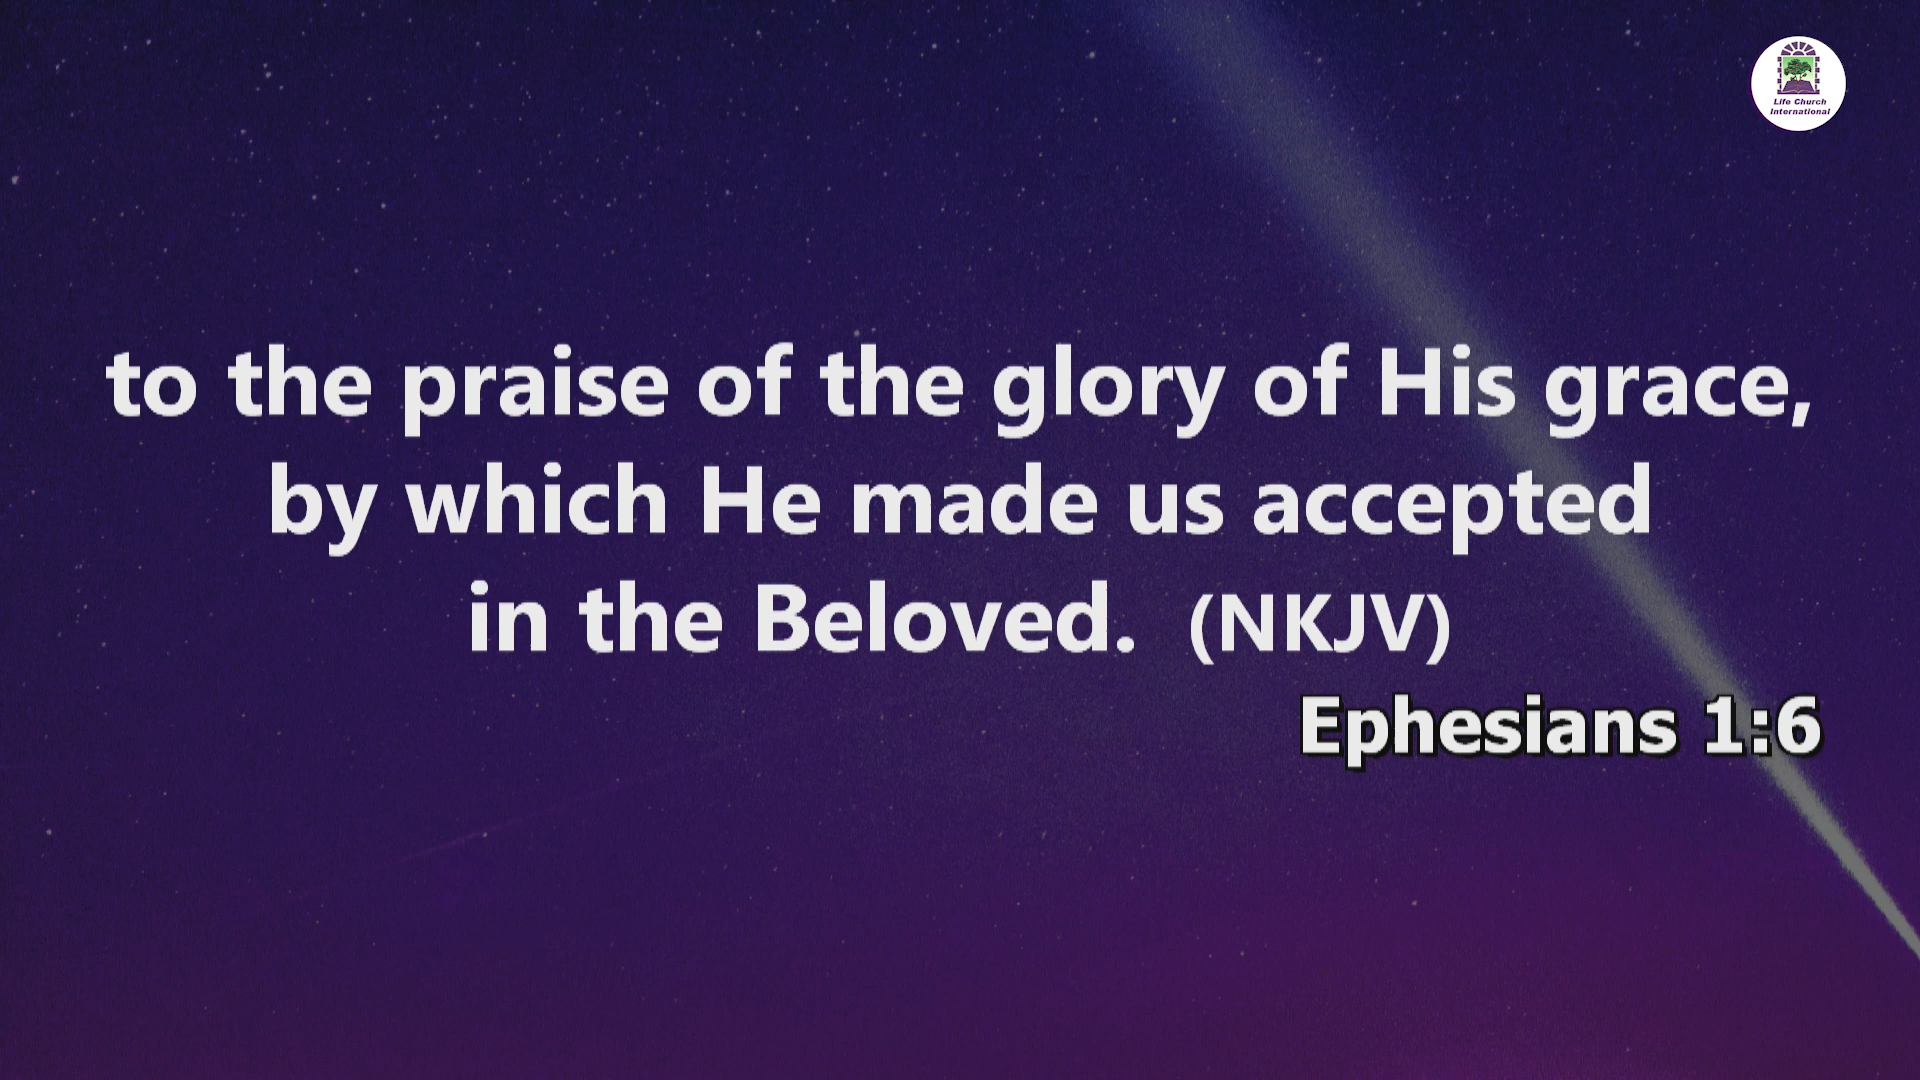 Life Church
International
to the praise of the glory of His grace,
by which He made us accepted
in the Beloved. (NKJV)
Ephesians 1:6